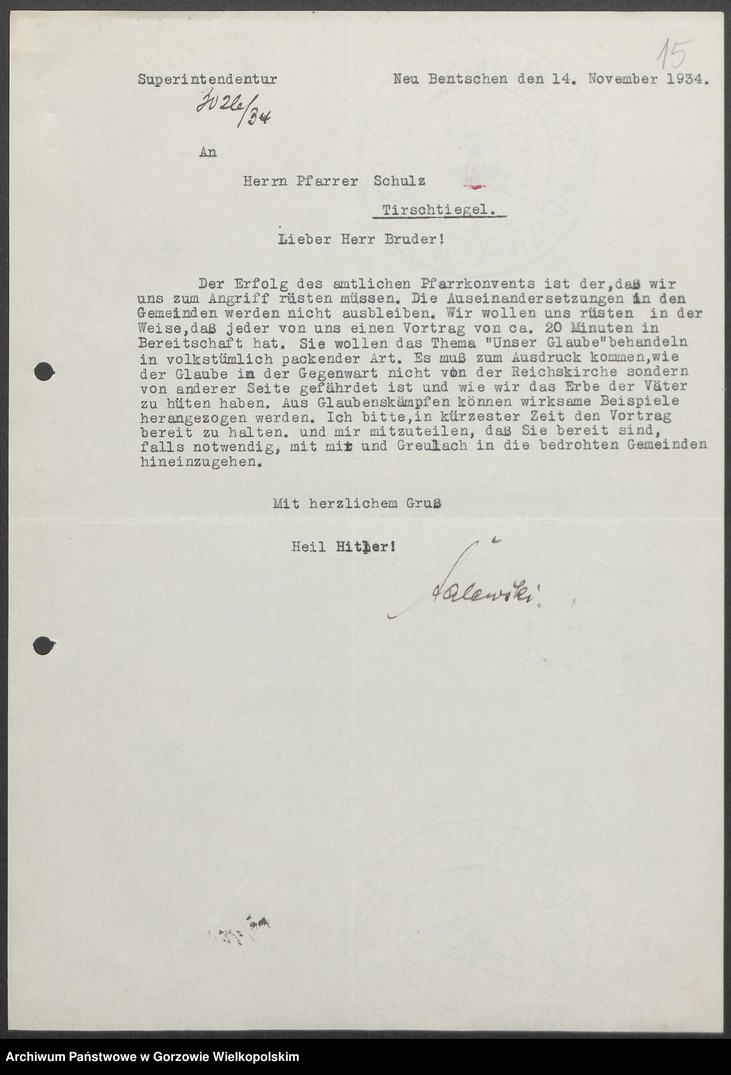 15
Superintendentur Neu Bentschen den 14. November 1934.
3026/34
An
Herrn Pfarrer Schulz
Tirschtiegel.
Lieber Herr Bruder!
Der Erfolg des amtlichen Pfarrkonvents ist der,daß wir
uns zum Angriff rüsten müssen. Die Auseinandersetzungen in den
Gemeinden werden nicht ausbleiben. Wir wollen uns rüsten in der
Weise,daß jeder von uns einen Vortrag von ca. 20 Minuten in
Bereitschaft hat. Sie wollen das Thema "Unser Glaube"behandeln
in volkstümlich packender Art. Es muß zum Ausdruck kommen,wie
der Glaube in der Gegenwart nicht von der Reichskirche sondern
von anderer Seite gefährdet ist und wie wir das Erbe der Väter
zu hüten haben. Aus Glaubenskämpfen können wirksame Beispiele
herangezogen werden. Ich bitte,in kürzester Zeit den Vortrag
bereit zu halten. und mir mitzuteilen, daß Sie bereit sind,
falls notwendig, mit mit und Greulach in die bedrohten Gemeinden
hineinzugehen.
Mit herzlichem Gruß
Heil Hitler!
Archiwum Państwowe w Gorzowie Wielkopolskim